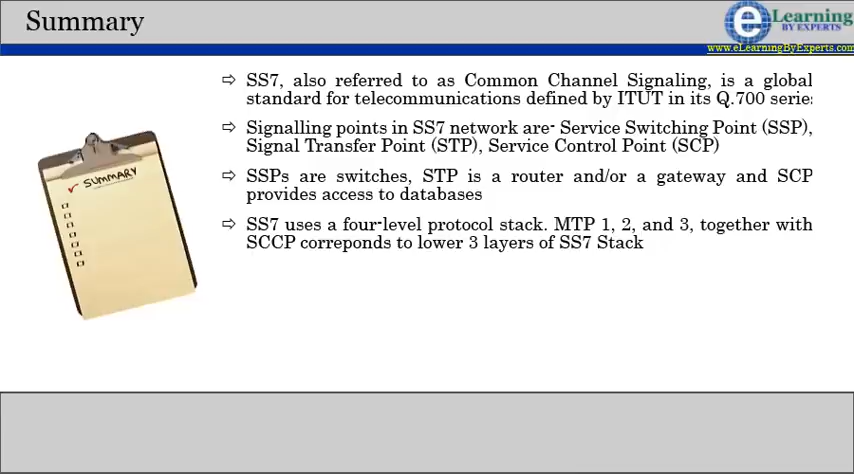 Summary
eLearning
BY EXPERTS
www.eLearningByExperts.com
⇨ SS7, also referred to as Common Channel Signaling, is a global
standard for telecommunications defined by ITUT in its Q.700 series
⇨ Signalling points in SS7 network are- Service Switching Point (SSP),
Signal Transfer Point (STP), Service Control Point (SCP)
⇨ SSPs are switches, STP is a router and/or a gateway and SCP
provides access to databases
⇨ SS7 uses a four-level protocol stack. MTP 1, 2, and 3, together with
SCCP correponds to lower 3 layers of SS7 Stack
SUMMARY